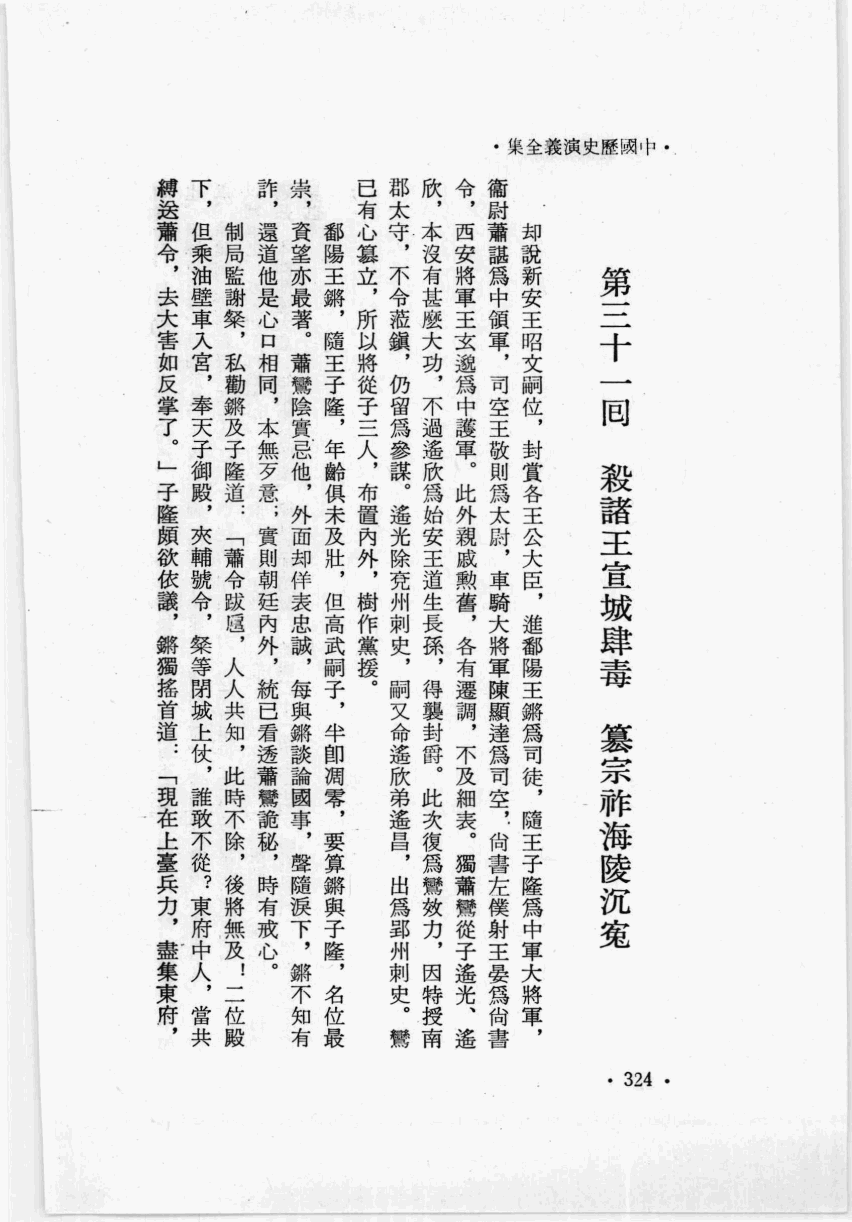 •中國歷史演義全集•
第三十一回　殺諸王宣城肆毒　篡宗祚海陵沉寃
却說新安王昭文嗣位，封賞各王公大臣，進鄱陽王鏘爲司徒，隨王子隆爲中軍大將軍，
衞尉蕭諶爲中領軍，司空王敬則爲太尉，車騎大將軍陳顯達爲司空，尙書左僕射王晏爲尙書
令，西安將軍王玄邈爲中護軍。此外親戚勲舊，各有遷調，不及細表。獨蕭鸞從子遙光、遙
欣，本沒有甚麽大功，不過遙欣爲始安王道生長孫，得襲封爵。此次復爲鸞效力，因特授南
郡太守，不令蒞鎭，仍留爲參謀。遙光除兗州刺史，嗣又命遙欣弟遙昌，出爲郢州刺史。鸞
已有心篡立，所以將從子三人，布置內外，樹作黨援。
鄱陽王鏘，隨王子隆，年齡俱未及壯，但高武嗣子，半卽凋零，要算鏘與子隆，名位最
崇，資望亦最著。蕭鸞陰實忌他，外面却佯表忠誠，每與鏘談論國事，聲隨淚下，鏘不知有
詐，還道他是心口相同，本無歹意；實則朝廷內外，統已看透蕭鸞詭秘，時有戒心。
制局監謝粲，私勸鏘及子隆道：「蕭令跋扈，人人共知，此時不除，後將無及！二位殿
下，但乘油壁車入宮，奉天子御殿，夾輔號令，粲等閉城上仗，誰敢不從？東府中人，當共
縛送蕭令，去大害如反掌了。」子隆頗欲依議，鏘獨搖首道：「現在上臺兵力，盡集東府，
•324•